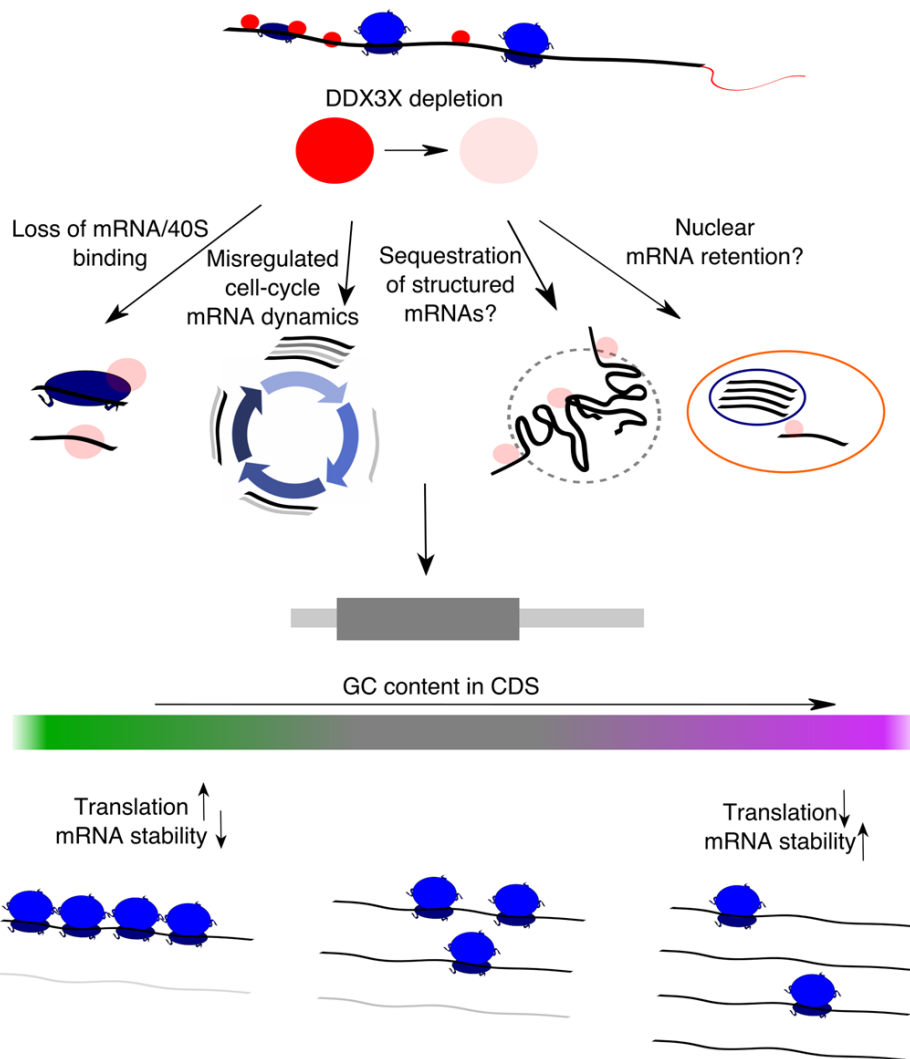 DDX3X depletion
Loss of mRNA/40S
binding
Misregulated
cell-cycle
mRNA dynamics
Sequestration
of structured
mRNAs?
Nuclear
mRNA retention?
GC content in CDS
Translation
mRNA stability
Translation
mRNA stability